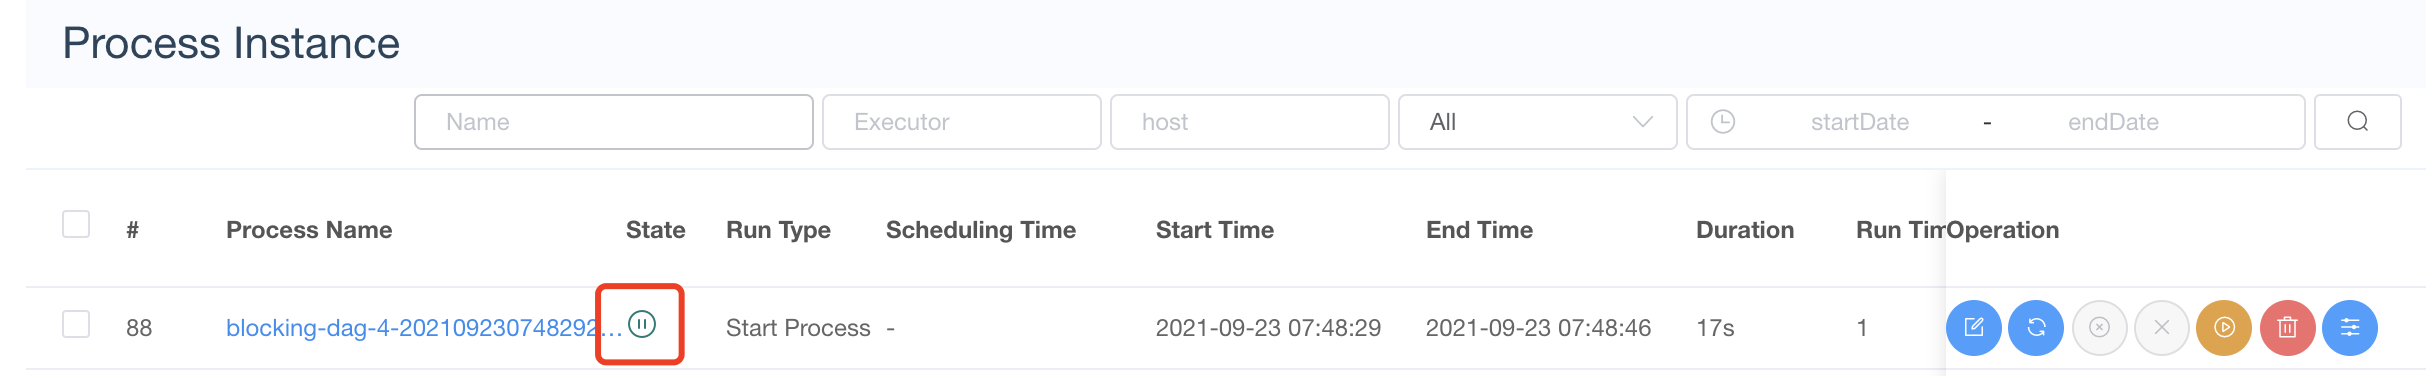 Process Instance
Name Executor host All startDate - endDate
# Process Name State Run Type Scheduling Time Start Time End Time Duration Run Tim Operation
88 blocking-dag-4-202109230748292... Start Process - 2021-09-23 07:48:29 2021-09-23 07:48:46 17s 1